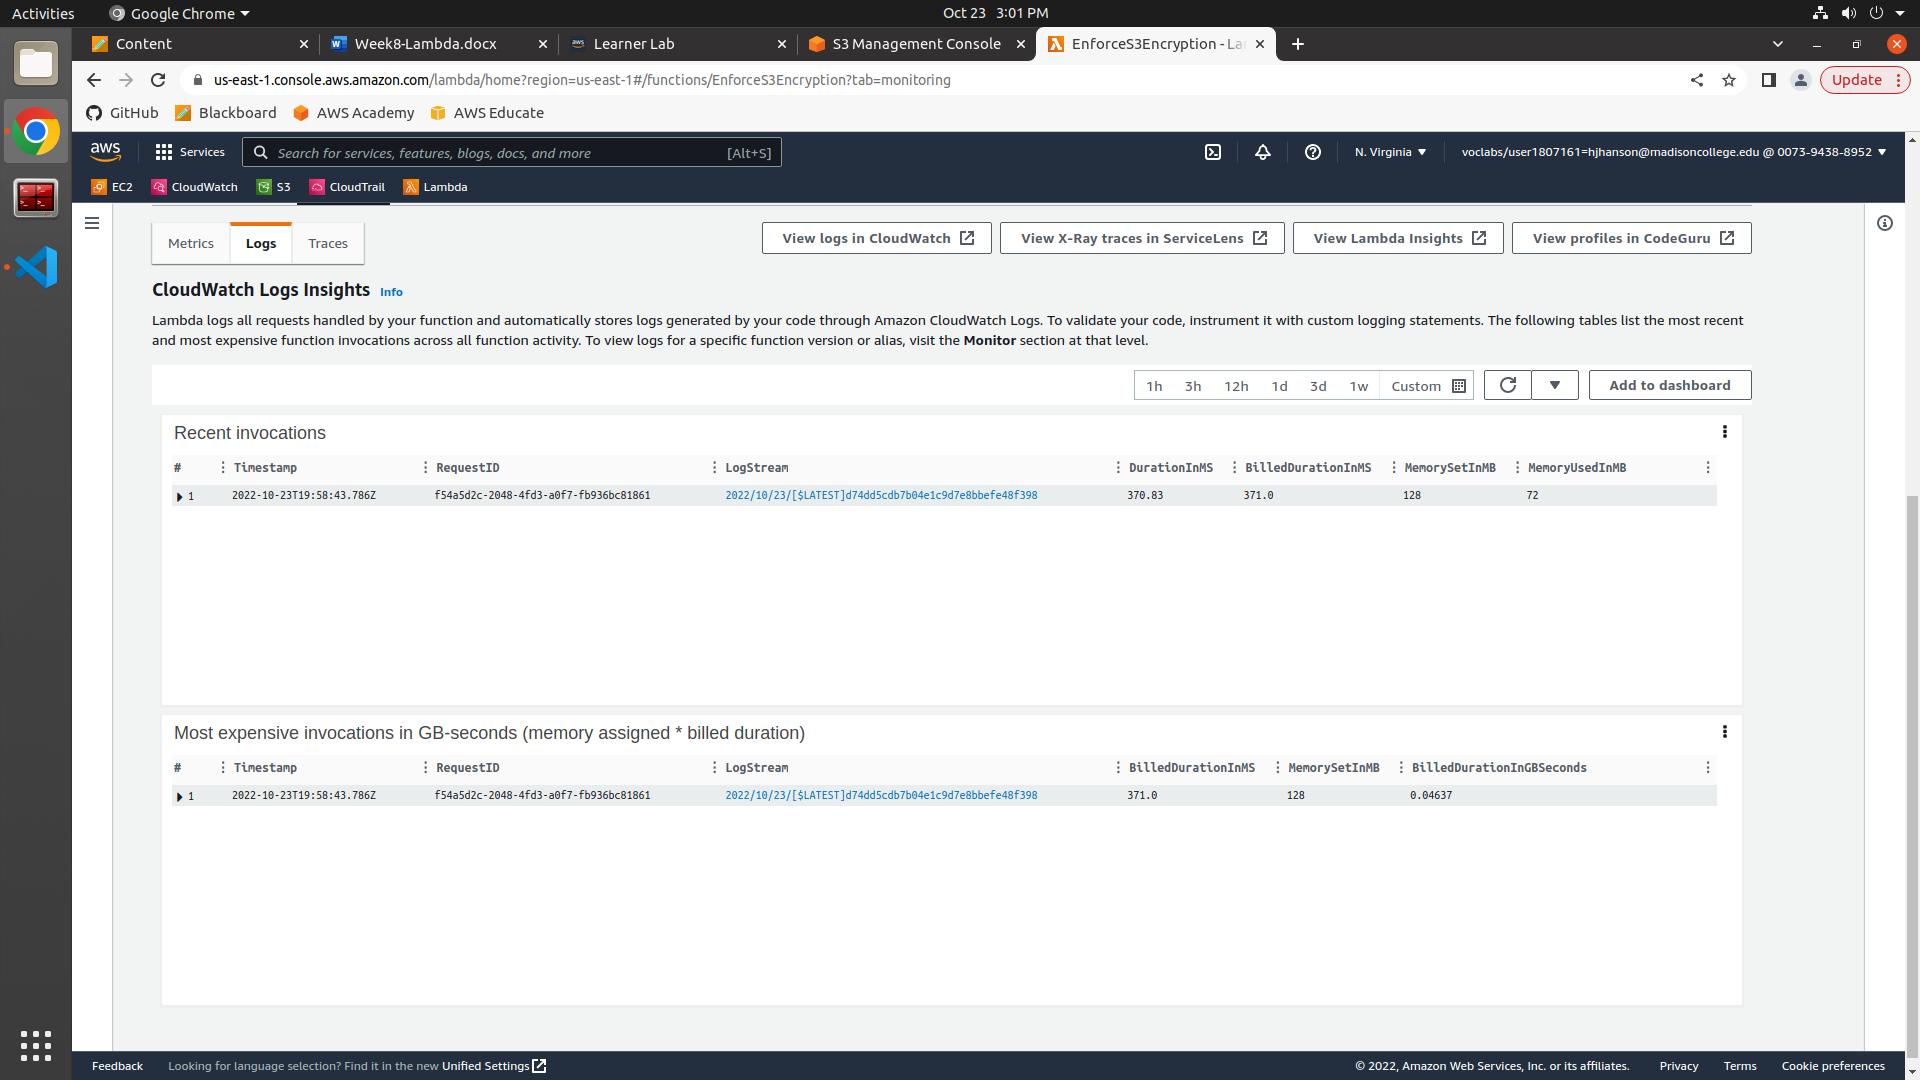 Activities
Google Chrome
Oct 23 3:01 PM
Content
Week8-Lambda.docx
Learner Lab
S3 Management Console
EnforceS3Encryption - La
us-east-1.console.aws.amazon.com/lambda/home?region=us-east-1#/functions/EnforceS3Encryption?tab=monitoring
Update
GitHub
Blackboard
AWS Academy
AWS Educate
aws
Services
Search for services, features, blogs, docs, and more
[Alt+S]
N. Virginia
voclabs/user1807161=hjhanson@madisoncollege.edu @ 0073-9438-8952
EC2
CloudWatch
S3
CloudTrail
Lambda
Metrics
Logs
Traces
View logs in CloudWatch
View X-Ray traces in ServiceLens
View Lambda Insights
View profiles in CodeGuru
CloudWatch Logs Insights Info
Lambda logs all requests handled by your function and automatically stores logs generated by your code through Amazon CloudWatch Logs. To validate your code, instrument it with custom logging statements. The following tables list the most recent
and most expensive function invocations across all function activity. To view logs for a specific function version or alias, visit the Monitor section at that level.
1h 3h 12h 1d 3d 1w Custom
Add to dashboard
Recent invocations
# Timestamp RequestID LogStream DurationInMS BilledDurationInMS MemorySetInMB MemoryUsedInMB
1 2022-10-23T19:58:43.786Z f54a5d2c-2048-4fd3-a0f7-fb936bc81861 2022/10/23/[$LATEST]d74dd5cdb7b04e1c9d7e8bbefe48f398 370.83 371.0 128 72
Most expensive invocations in GB-seconds (memory assigned * billed duration)
# Timestamp RequestID LogStream BilledDurationInMS MemorySetInMB BilledDurationInGBSeconds
1 2022-10-23T19:58:43.786Z f54a5d2c-2048-4fd3-a0f7-fb936bc81861 2022/10/23/[$LATEST]d74dd5cdb7b04e1c9d7e8bbefe48f398 371.0 128 0.04637
Feedback
Looking for language selection? Find it in the new Unified Settings
© 2022, Amazon Web Services, Inc. or its affiliates.
Privacy
Terms
Cookie preferences